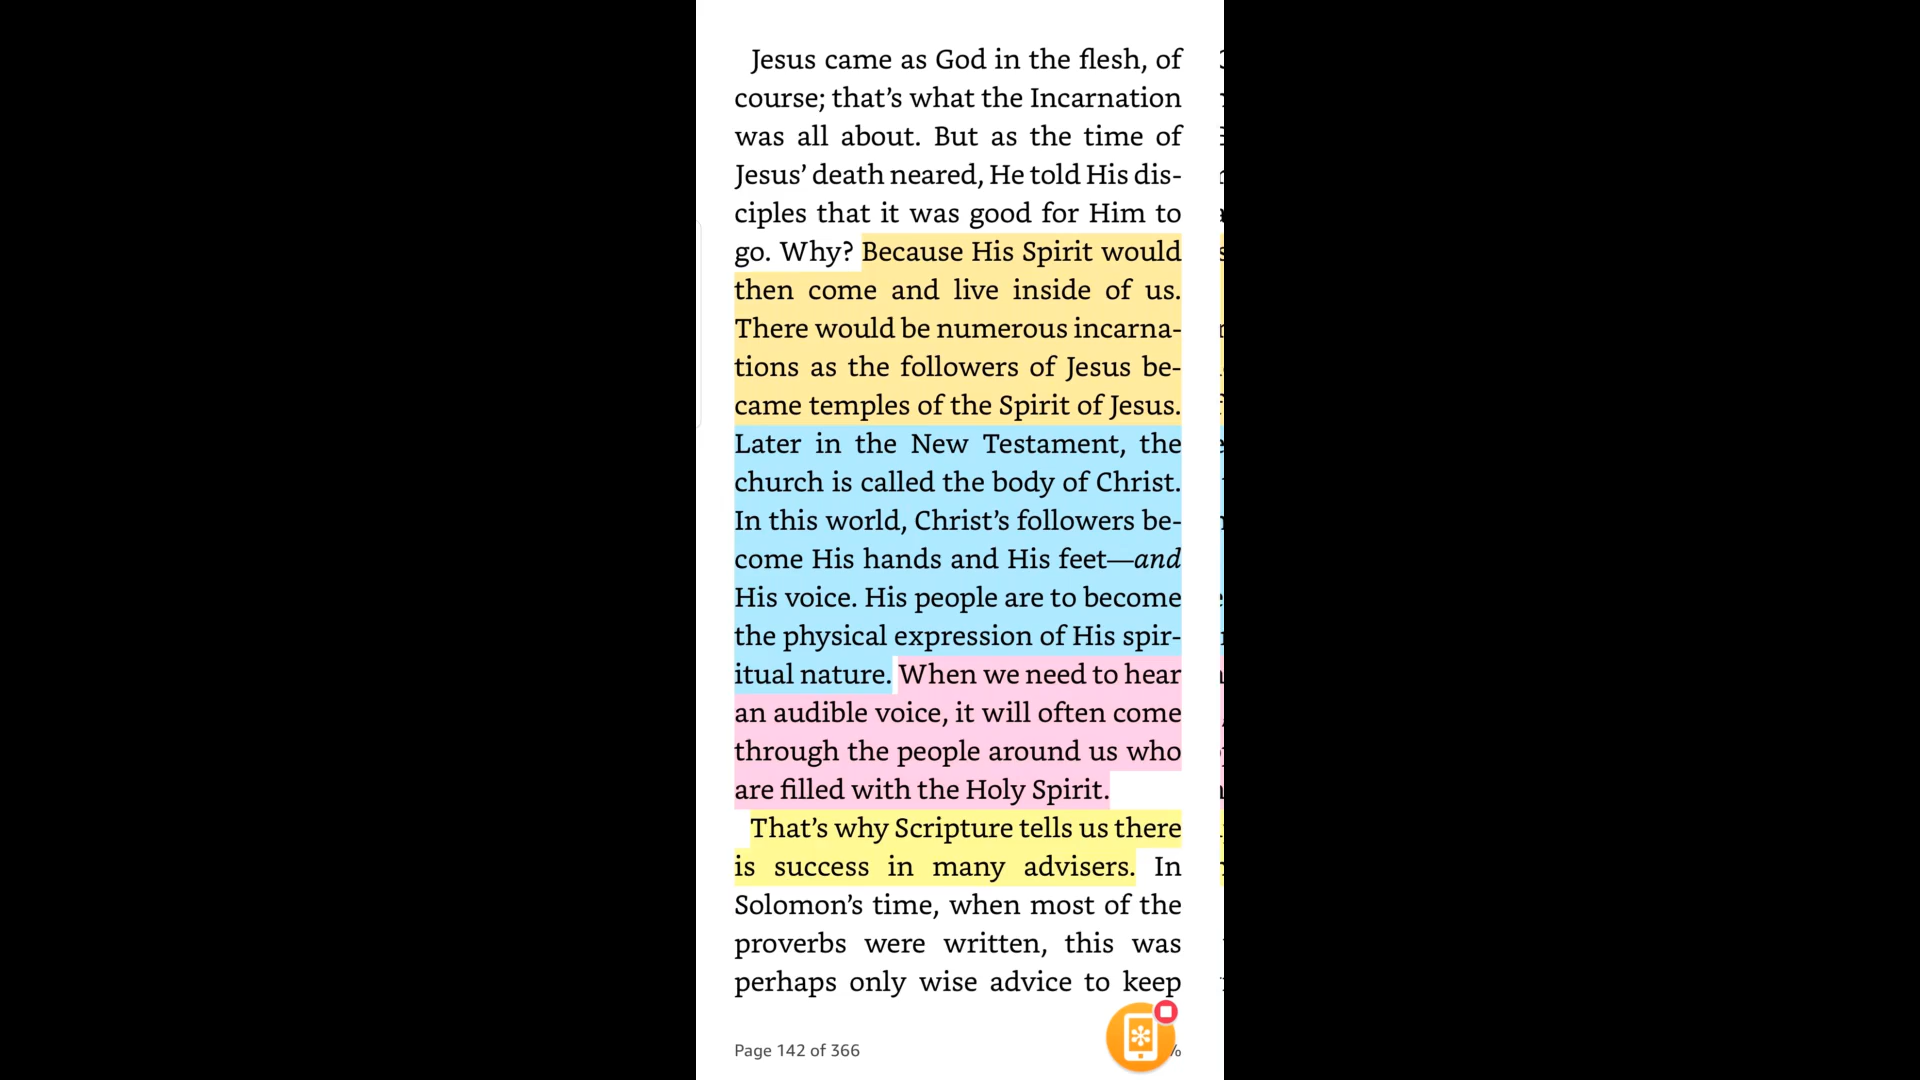 Jesus came as God in the flesh, of
course; that’s what the Incarnation
was all about. But as the time of
Jesus’ death neared, He told His dis-
ciples that it was good for Him to
go. Why? Because His Spirit would
then come and live inside of us.
There would be numerous incarna-
tions as the followers of Jesus be-
came temples of the Spirit of Jesus.
Later in the New Testament, the
church is called the body of Christ.
In this world, Christ’s followers be-
come His hands and His feet—and
His voice. His people are to become
the physical expression of His spir-
itual nature. When we need to hear
an audible voice, it will often come
through the people around us who
are filled with the Holy Spirit.
That’s why Scripture tells us there
is success in many advisers. In
Solomon’s time, when most of the
proverbs were written, this was
perhaps only wise advice to keep
Page 142 of 366